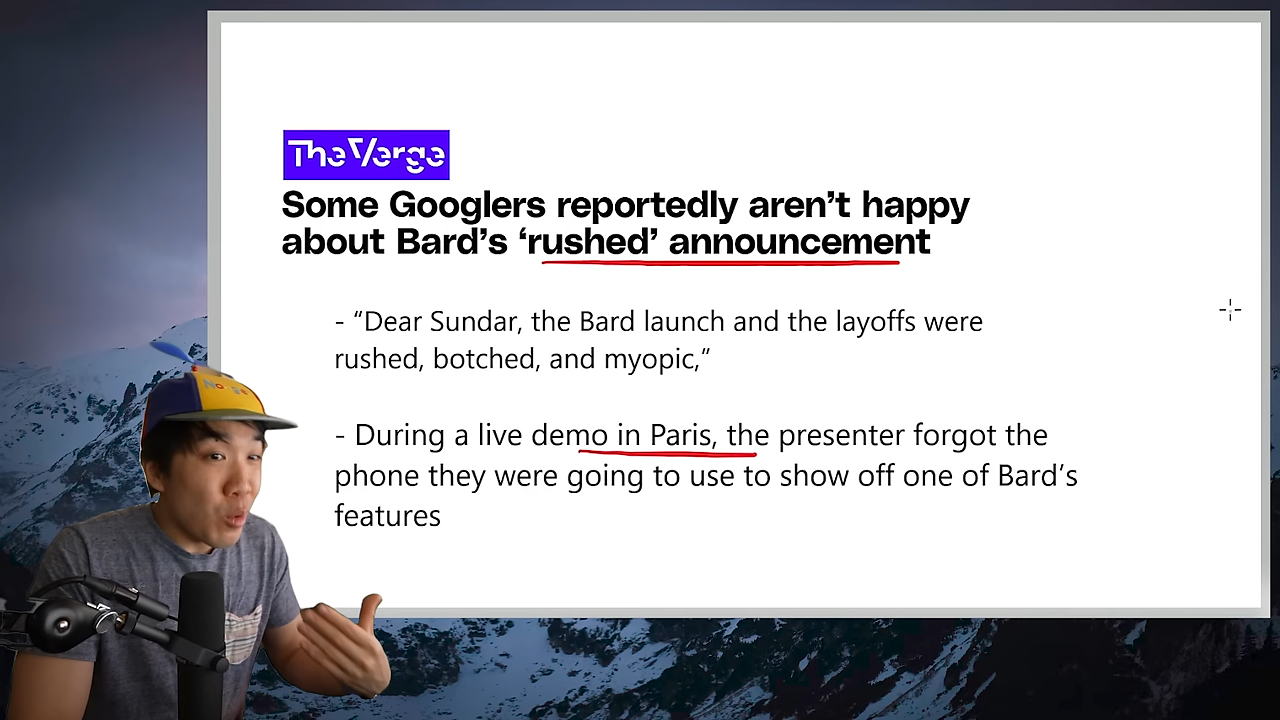 The Verge
Some Googlers reportedly aren’t happy
about Bard’s ‘rushed’ announcement
- “Dear Sundar, the Bard launch and the layoffs were
rushed, botched, and myopic,”
- During a live demo in Paris, the presenter forgot the
phone they were going to use to show off one of Bard’s
features